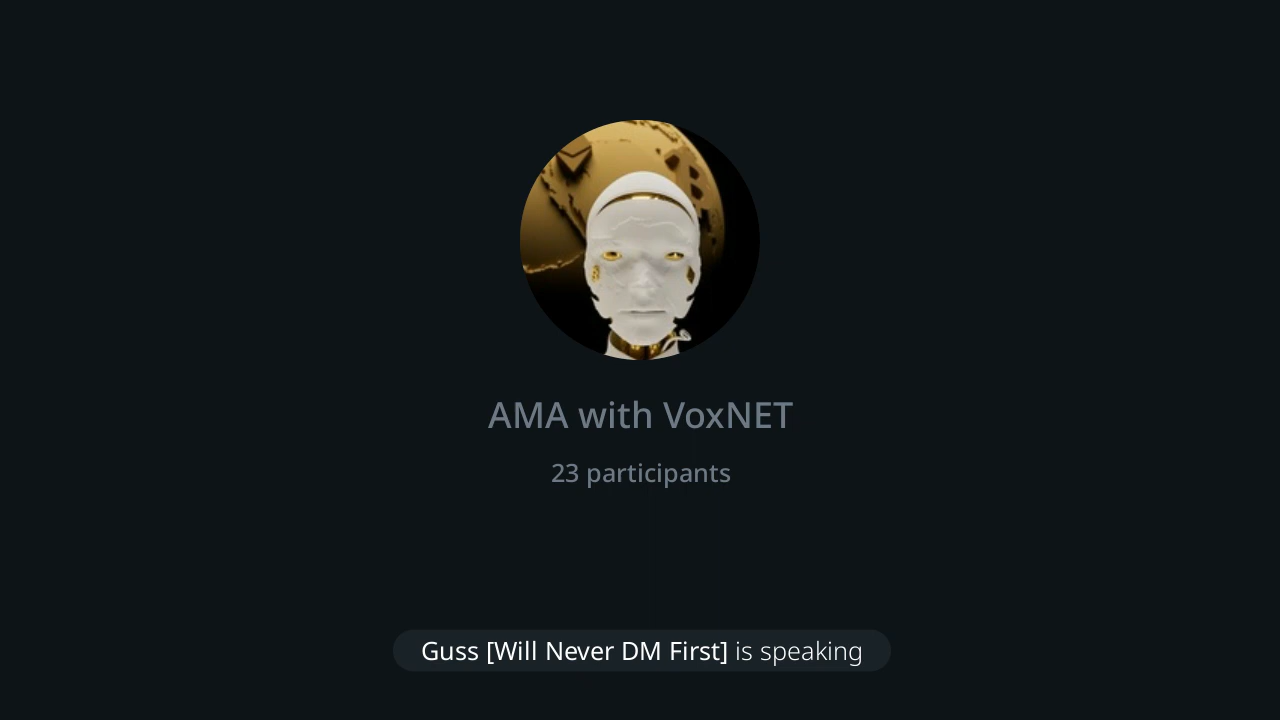 AMA with VoxNET
23 participants
Guss [Will Never DM First] is speaking